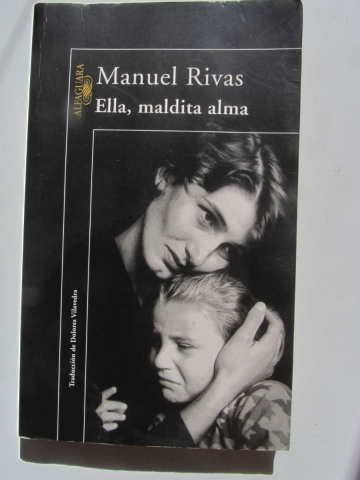 ALFAGUARA
Manuel Rivas
Ella, maldita alma
Traducción de Dolores Vilavedra